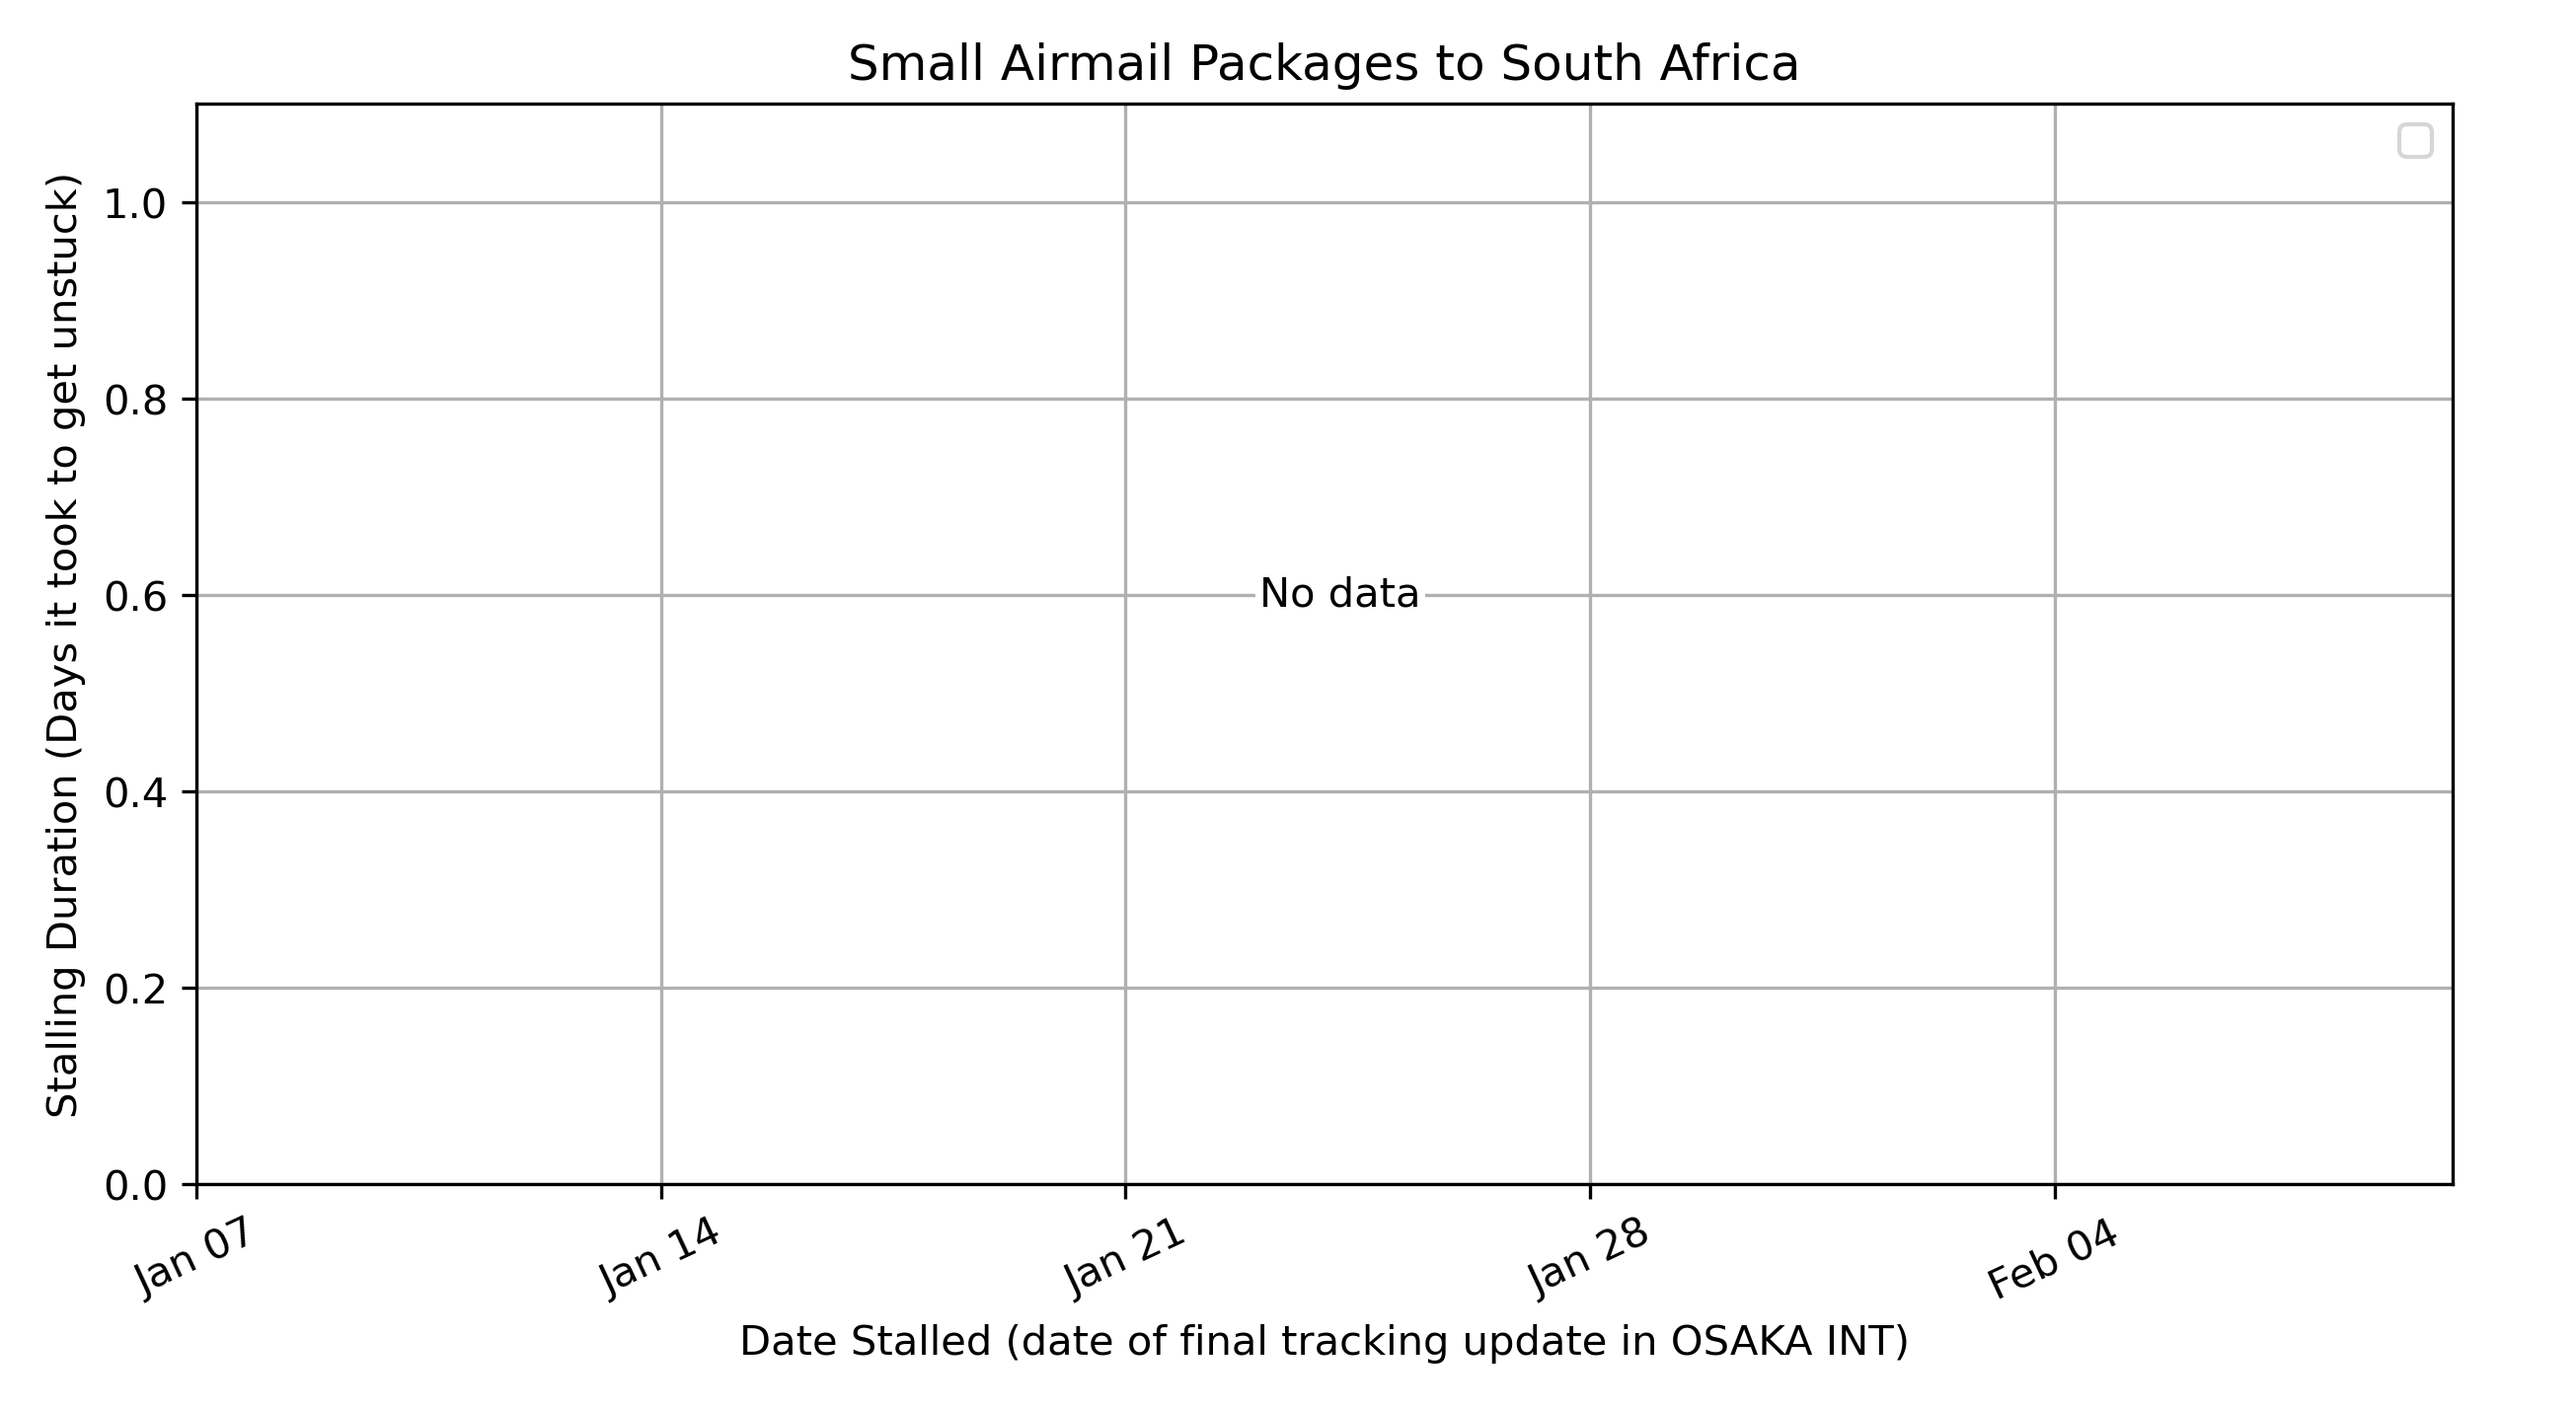 Small Airmail Packages to South Africa
Stalling Duration (Days it took to get unstuck)
1.0
0.8
0.6
0.4
0.2
0.0
No data
Jan 07
Jan 14
Jan 21
Jan 28
Feb 04
Date Stalled (date of final tracking update in OSAKA INT)